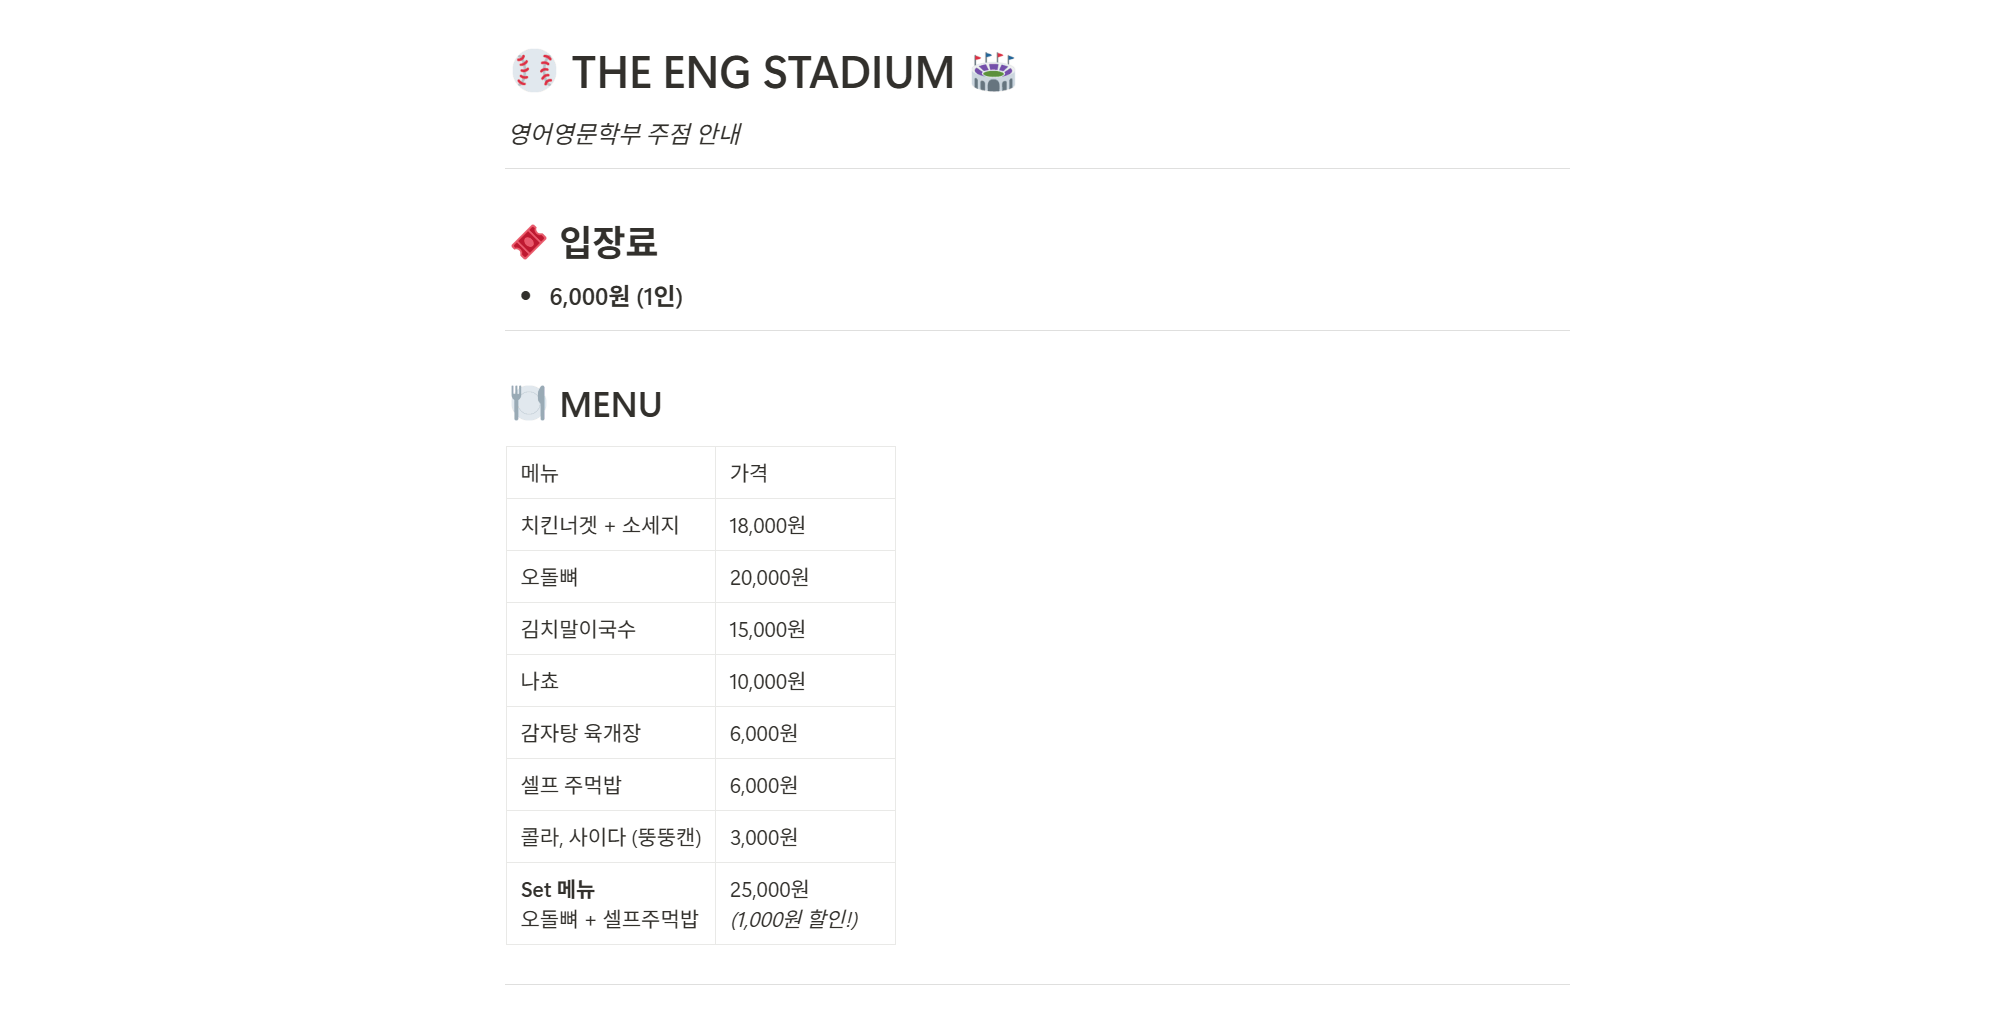 THE ENG STADIUM
영어영문학부 주점 안내
입장료
6,000원 (1인)
MENU
메뉴 가격
치킨너겟 + 소세지 18,000원
오돌뼈 20,000원
김치말이국수 15,000원
나쵸 10,000원
감자탕 육개장 6,000원
셀프 주먹밥 6,000원
콜라, 사이다 (뚱뚱캔) 3,000원
Set 메뉴 25,000원
오돌뼈 + 셀프주먹밥 (1,000원 할인!)